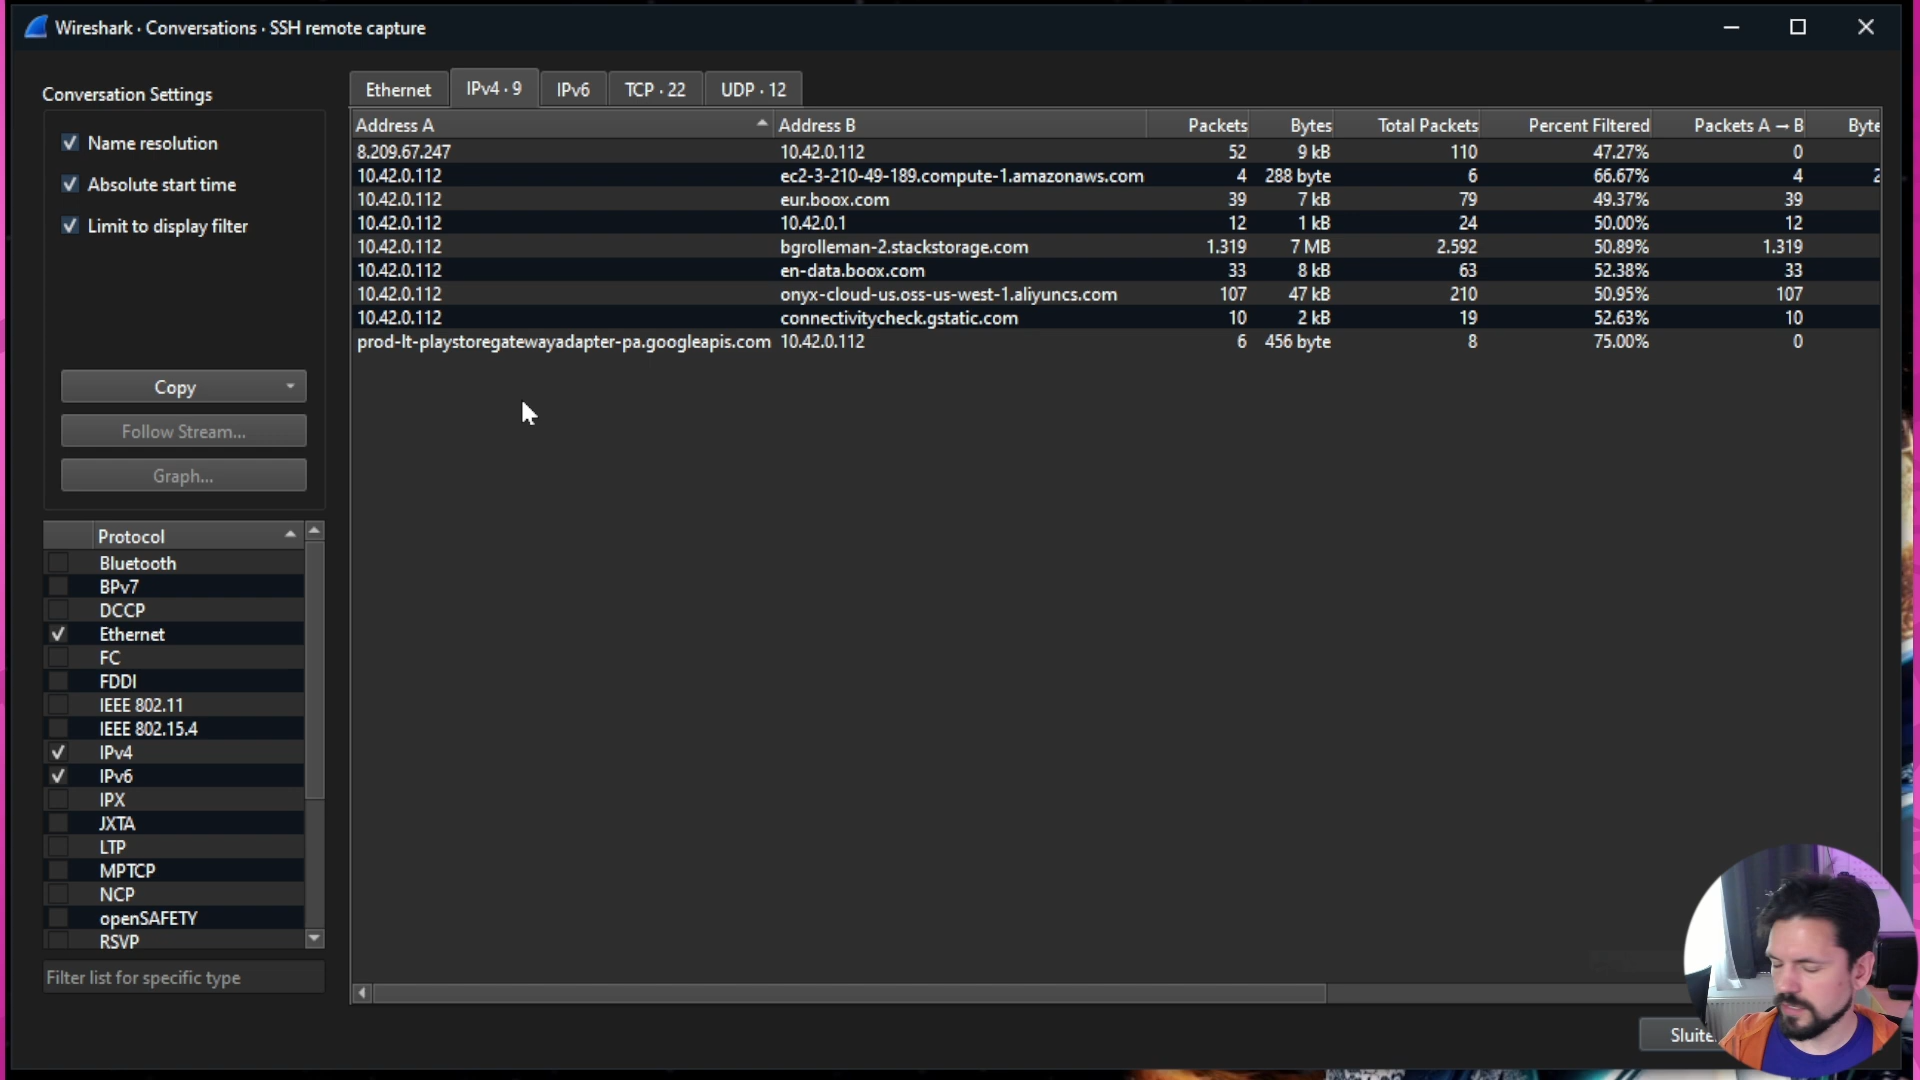 Wireshark · Conversations · SSH remote capture
Conversation Settings
Name resolution
Absolute start time
Limit to display filter
Copy
Follow Stream...
Graph...
Protocol
Bluetooth
BPv7
DCCP
Ethernet
FC
FDDI
IEEE 802.11
IEEE 802.15.4
IPv4
IPv6
IPX
JXTA
LTP
MPTCP
NCP
openSAFETY
RSVP
Filter list for specific type
Ethernet IPv4 · 9 IPv6 TCP · 22 UDP · 12
Address A Address B Packets Bytes Total Packets Percent Filtered Packets A → B Byte
8.209.67.247 10.42.0.112 52 9 kB 110 47.27% 0
10.42.0.112 ec2-3-210-49-189.compute-1.amazonaws.com 4 288 byte 6 66.67% 4 2
10.42.0.112 eur.boox.com 39 7 kB 79 49.37% 39
10.42.0.112 10.42.0.1 12 1 kB 24 50.00% 12
10.42.0.112 bgrolleman-2.stackstorage.com 1.319 7 MB 2.592 50.89% 1.319
10.42.0.112 en-data.boox.com 33 8 kB 63 52.38% 33
10.42.0.112 onyx-cloud-us.oss-us-west-1.aliyuncs.com 107 47 kB 210 50.95% 107
10.42.0.112 connectivitycheck.gstatic.com 10 2 kB 19 52.63% 10
prod-lt-playstoregatewayadapter-pa.googleapis.com 10.42.0.112 6 456 byte 8 75.00% 0
Sluite